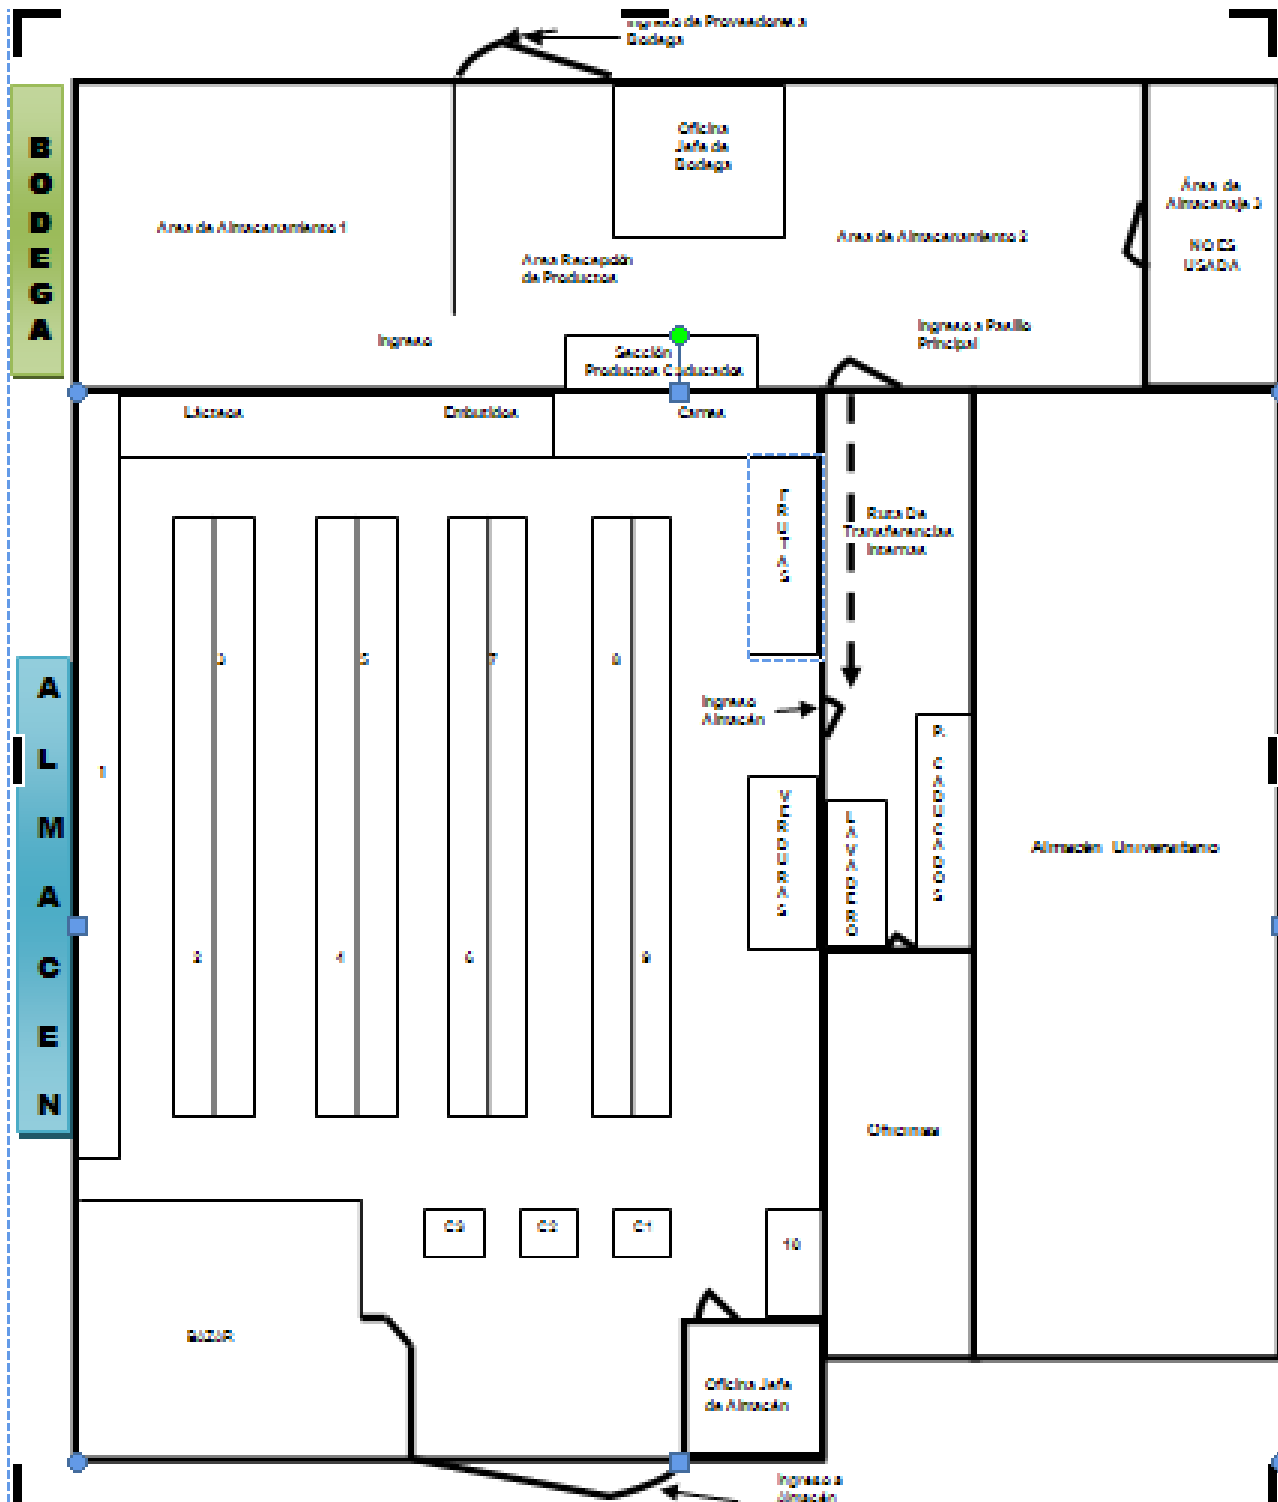 Ingreso de Proveedores a
Bodega
BODEGA
Oficina
Jefe de
Bodega
Área de
Almacenaje 3
NO ES
USADA
Area de Almacenamiento 1
Area de Almacenamiento 2
Area Recepción
de Productos
Ingreso
Ingreso a Pasillo
Principal
Sección
Productos Caducados
Lácteos
Embutidos
Carnes
FRUTAS
Ruta De
Transferencias
Internas
3
5
7
8
ALMACEN
Ingreso
Almacén
P. CADUCADOS
1
VERDURAS
LAVADERO
Almacén Universitario
2
4
6
9
Oficinas
C3
C2
C1
10
BAZAR
Oficina Jefe
de Almacén
Ingreso a
Almacén